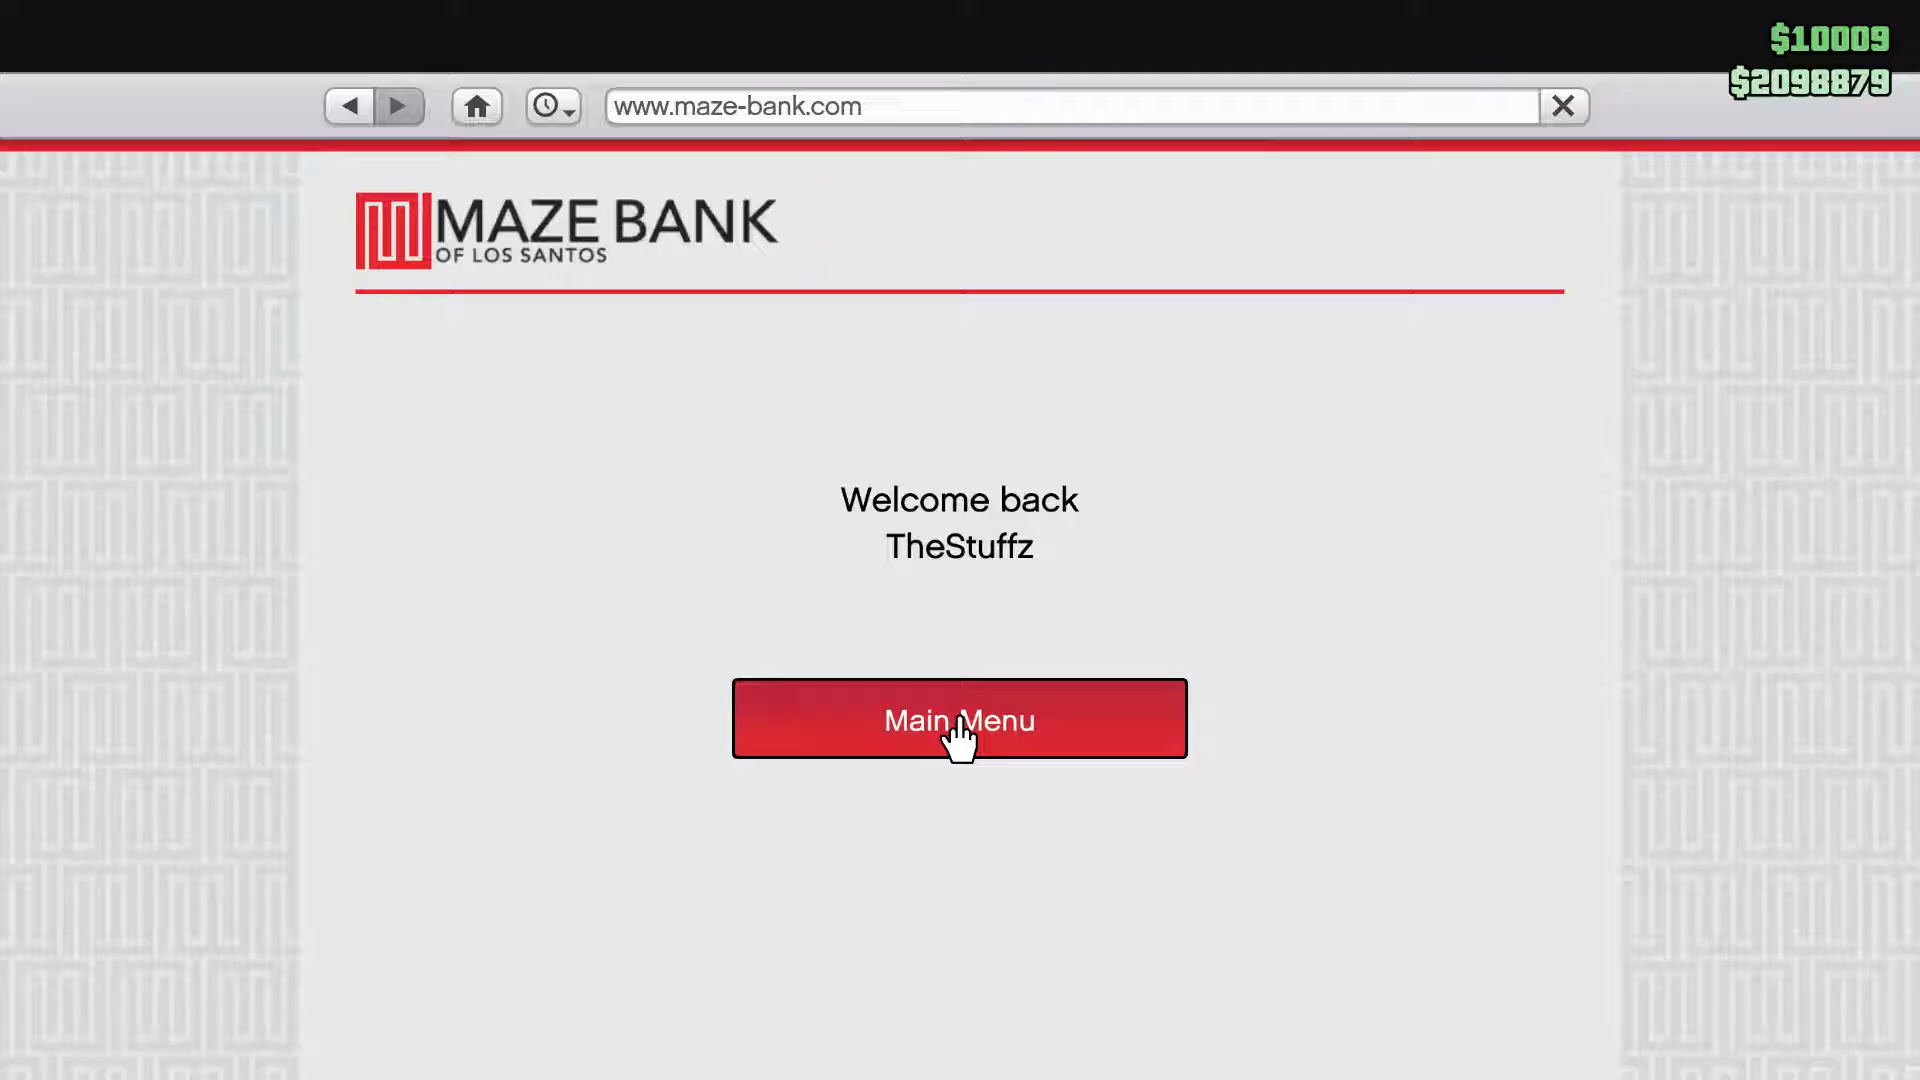 $10009
$2098879
www.maze-bank.com
MAZE BANK
OF LOS SANTOS
Welcome back
TheStuffz
Main Menu